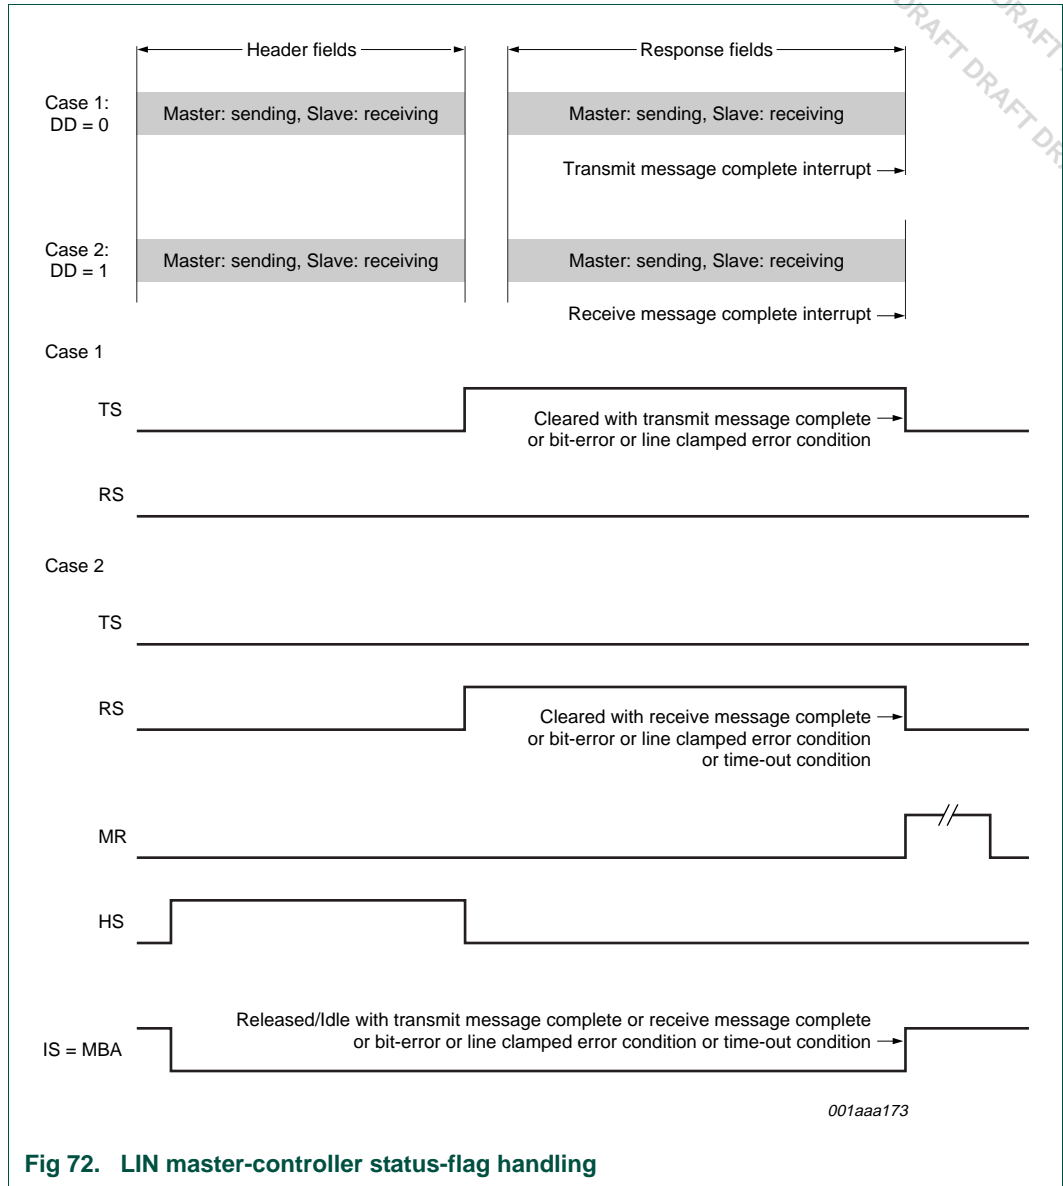 DRAFT DRAFT
DRAFT DRAFT DRA
Header fields
Response fields
Case 1:
DD = 0
Master: sending, Slave: receiving
Master: sending, Slave: receiving
Transmit message complete interrupt
Case 2:
DD = 1
Master: sending, Slave: receiving
Master: sending, Slave: receiving
Receive message complete interrupt
Case 1
TS
Cleared with transmit message complete
or bit-error or line clamped error condition
RS
Case 2
TS
RS
Cleared with receive message complete
or bit-error or line clamped error condition
or time-out condition
MR
HS
IS = MBA
Released/Idle with transmit message complete or receive message complete
or bit-error or line clamped error condition or time-out condition
001aaa173
Fig 72. LIN master-controller status-flag handling